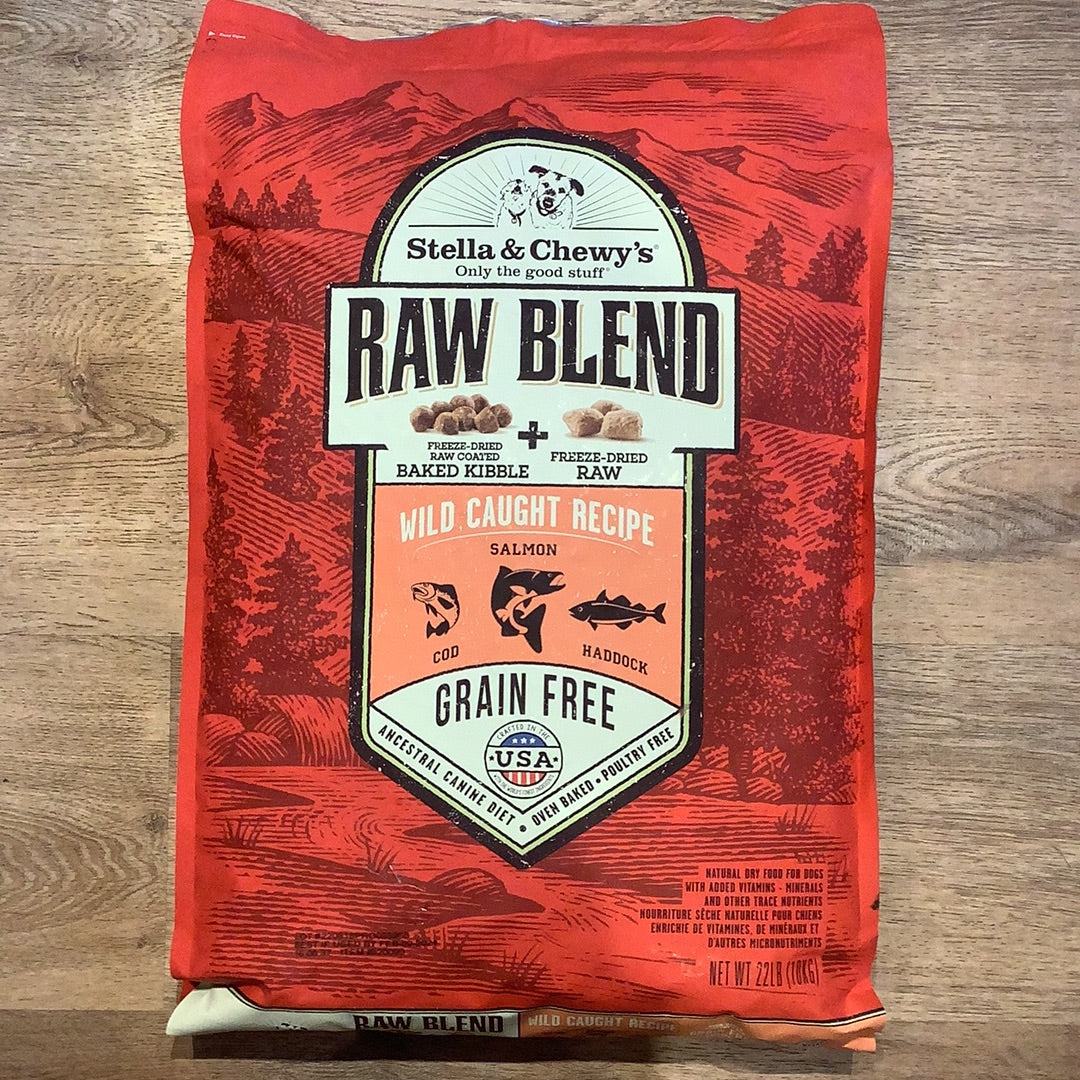 Stella & Chewy's®
Only the good stuff®
RAW BLEND
FREEZE-DRIED
RAW COATED
BAKED KIBBLE
+
FREEZE-DRIED
RAW
WILD CAUGHT RECIPE
SALMON
COD
HADDOCK
GRAIN FREE
CRAFTED IN THE
USA
ANCESTRAL CANINE DIET • OVEN BAKED • POULTRY FREE
NATURAL DRY FOOD FOR DOGS
WITH ADDED VITAMINS - MINERALS
AND OTHER TRACE NUTRIENTS
NOURRITURE SÈCHE NATURELLE POUR CHIENS
ENRICHIE DE VITAMINES, DE MINÉRAUX ET
D'AUTRES MICRONUTRIMENTS
NET WT 22LB (10KG)
RAW BLEND
WILD CAUGHT RECIPE